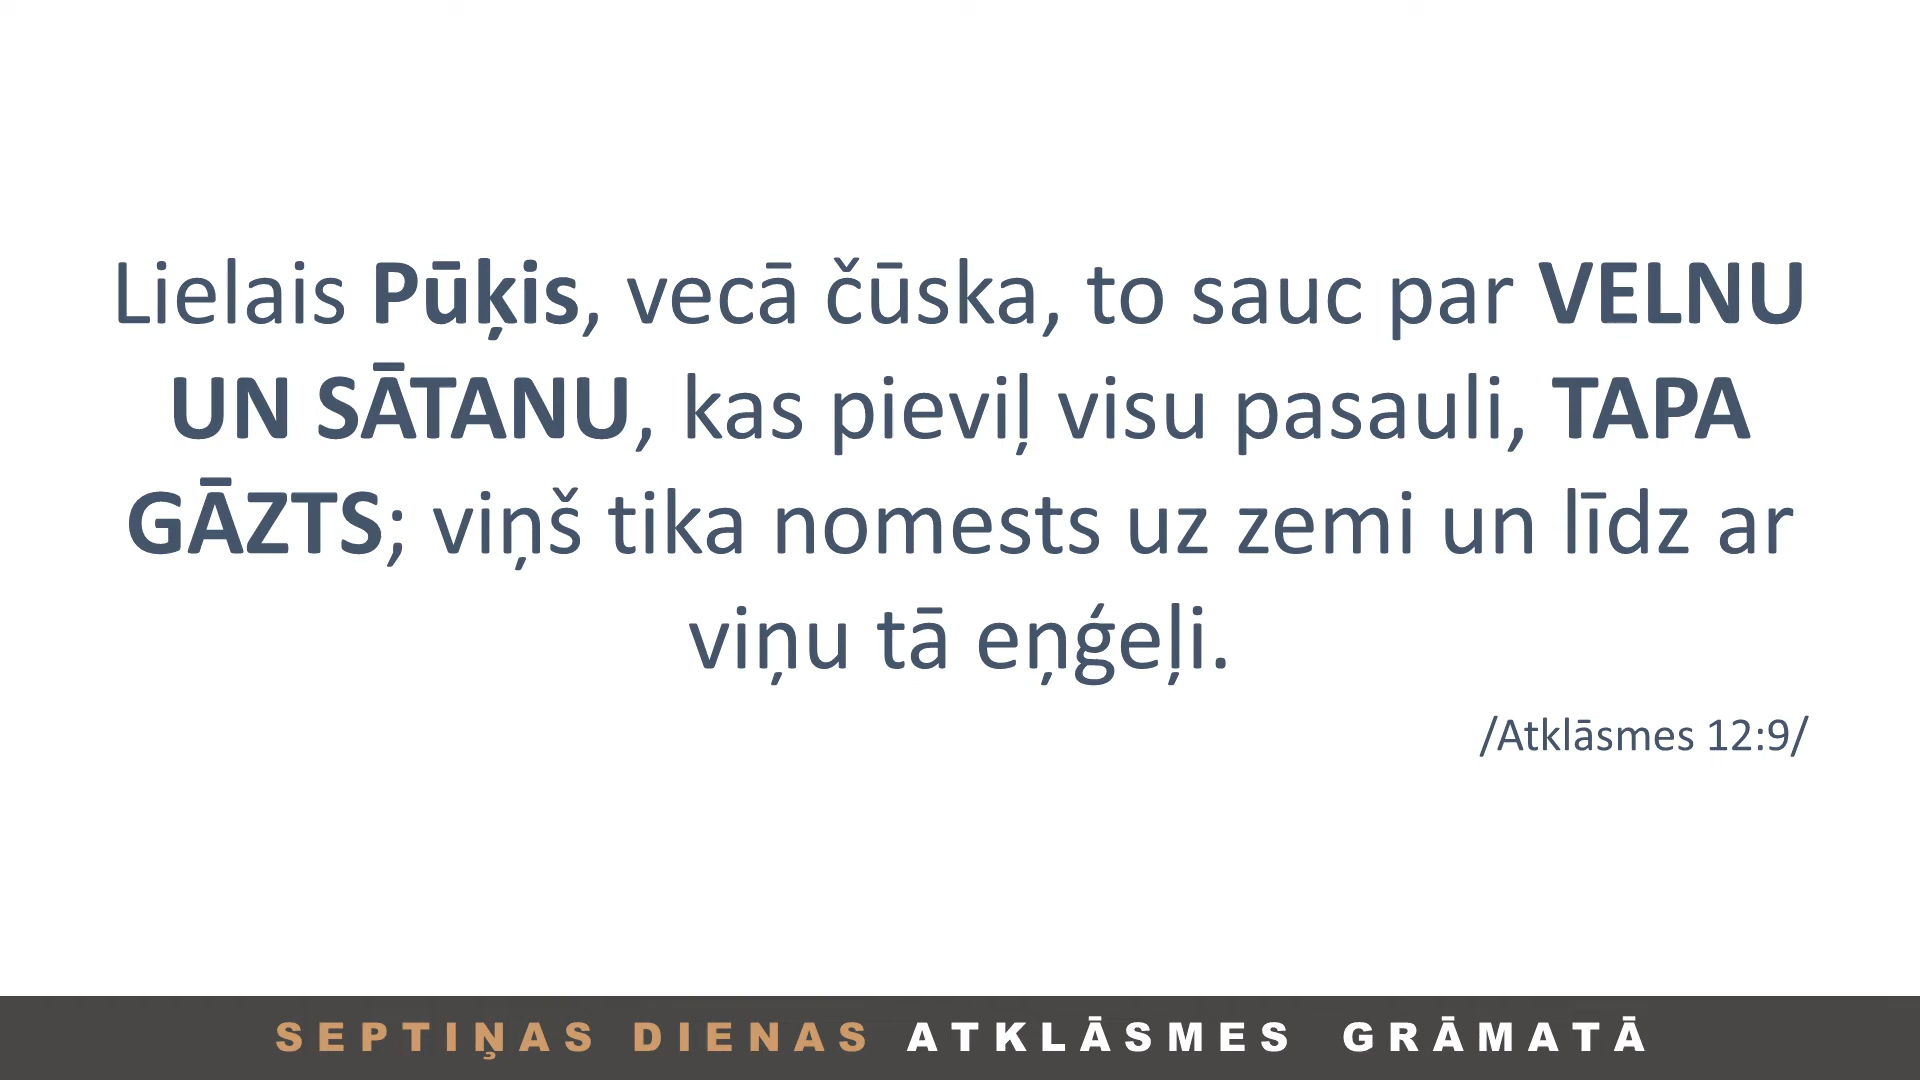 Lielais Pūķis, vecā čūska, to sauc par VELNU
UN SĀTANU, kas pieviļ visu pasauli, TAPA
GĀZTS; viņš tika nomests uz zemi un līdz ar
viņu tā eņģeļi.
/Atklāsmes 12:9/
SEPTIŅAS DIENAS ATKLĀSMES GRĀMATĀ